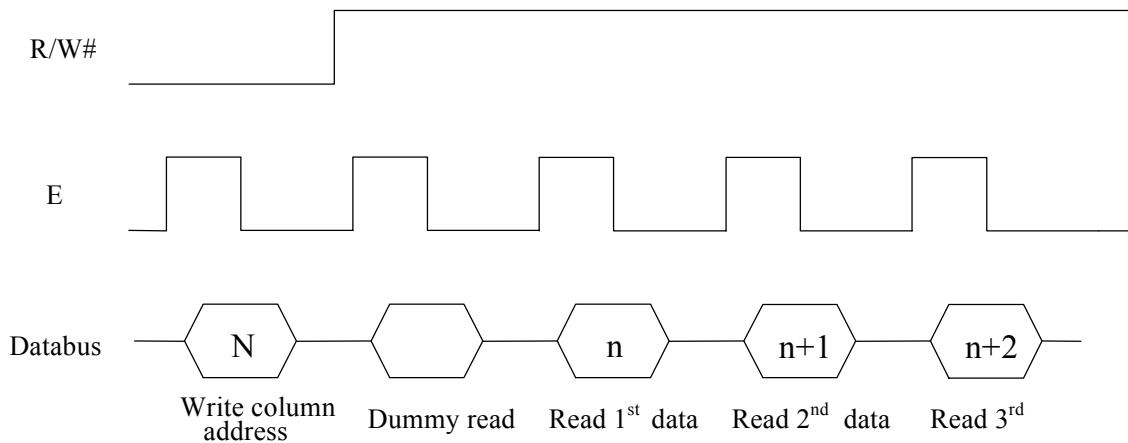 R/W#
E
Databus
N
n
n+1
n+2
Write column
address
Dummy read
Read 1st data
Read 2nd data
Read 3rd